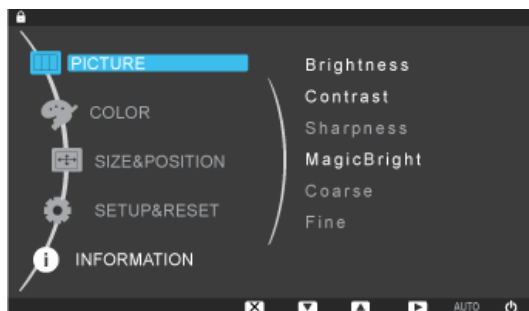 PICTURE
COLOR
SIZE&POSITION
SETUP&RESET
INFORMATION
Brightness
Contrast
Sharpness
MagicBright
Coarse
Fine
AUTO